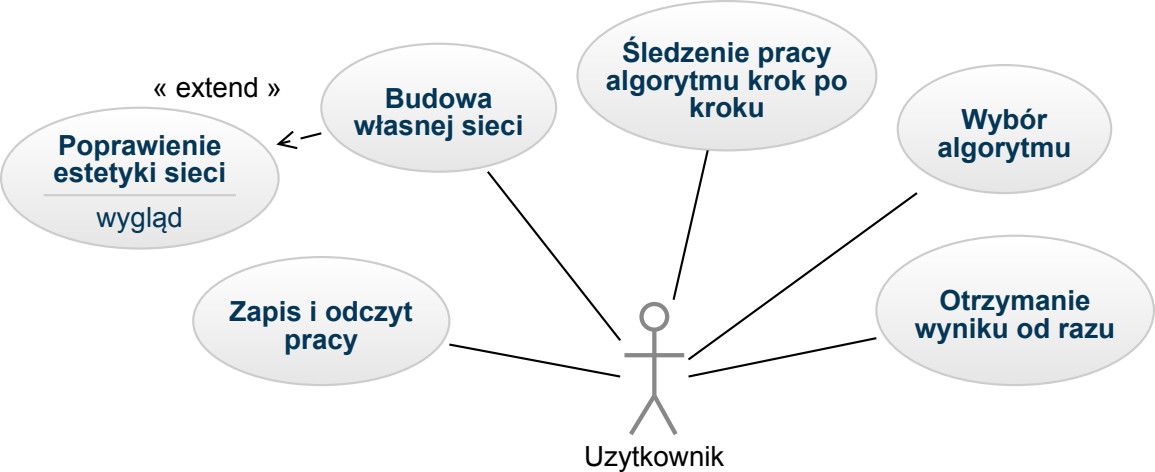 « extend »
Poprawienie
estetyki sieci
wygląd
Budowa
własnej sieci
Śledzenie pracy
algorytmu krok po
kroku
Wybór
algorytmu
Zapis i odczyt
pracy
Otrzymanie
wyniku od razu
Uzytkownik